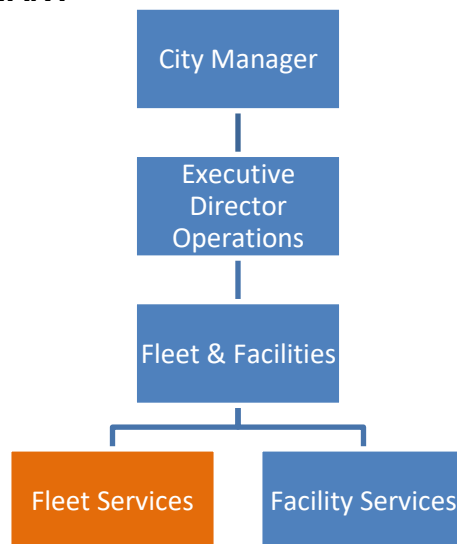 City Manager
Executive
Director
Operations
Fleet & Facilities
Fleet Services
Facility Services